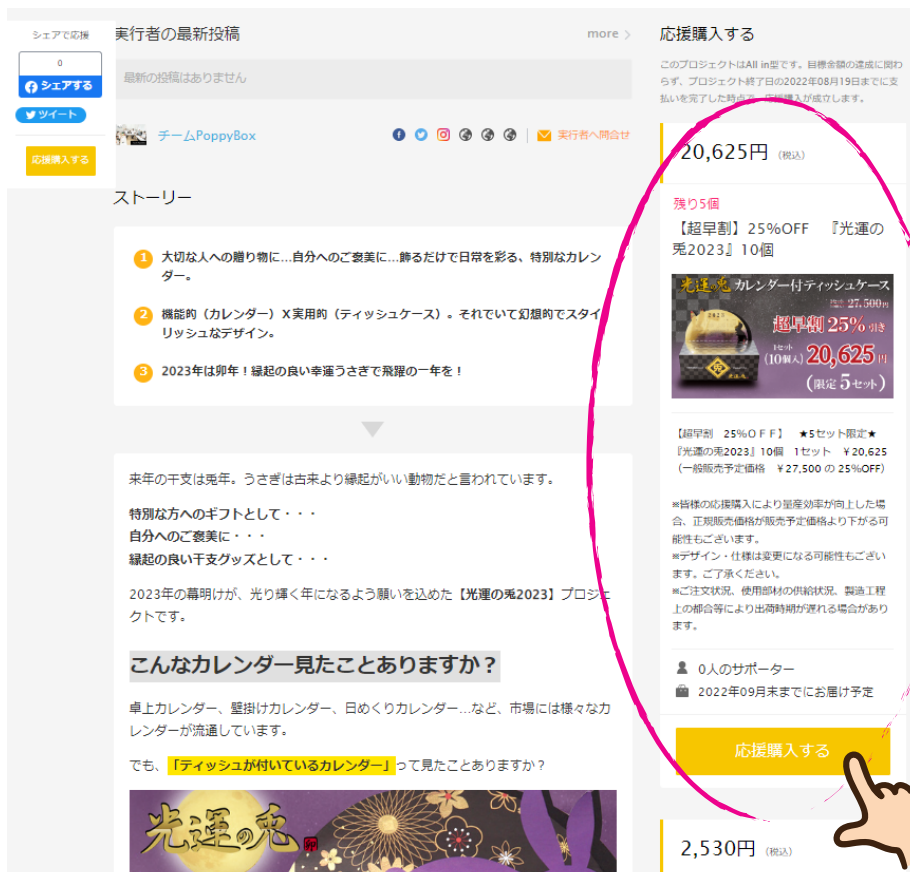 シェアで応援
0
シェアする
ツイート
応援購入する
実行者の最新投稿
more >
最新の投稿はありません
チームPoppyBox
実行者へ問合せ
ストーリー
1 大切な人への贈り物に…自分へのご褒美に…飾るだけで日常を彩る、特別なカレン
ダー。
2 機能的（カレンダー）X実用的（ティッシュケース）。それでいて幻想的でスタイ
リッシュなデザイン。
3 2023年は卯年！縁起の良い幸運うさぎで飛躍の一年を！
来年の干支は兎年。うさぎは古来より縁起がいい動物だと言われています。
特別な方へのギフトとして・・・
自分へのご褒美に・・・
縁起の良い干支グッズとして・・・
2023年の幕明けが、光り輝く年になるよう願いを込めた【光運の兎2023】プロジェ
クトです。
こんなカレンダー見たことありますか？
卓上カレンダー、壁掛けカレンダー、日めくりカレンダー…など、市場には様々なカ
レンダーが流通しています。
でも、「ティッシュが付いているカレンダー」って見たことありますか？
光運の兎
卯
応援購入する
このプロジェクトはAll in型です。目標金額の達成に関わ
らず、プロジェクト終了日の2022年08月19日までに支
払いを完了した時点で、応援購入が成立します。
20,625円 (税込)
残り5個
【超早割】25%OFF 『光運の
兎2023』10個
光運の兎 カレンダー付ティッシュケース
27,500円
2023
超早割 25% 引き
1セット
(10個入) 20,625円
兎
（限定 5セット）
【超早割 25%ＯＦＦ】 ★5セット限定★
『光運の兎2023』10個 1セット ￥20,625
（一般販売予定価格 ￥27,500 の 25%OFF）
※皆様の応援購入により量産効率が向上した場
合、正規販売価格が販売予定価格より下がる可
能性もございます。
※デザイン・仕様は変更になる可能性もござい
ます。ご了承ください。
※ご注文状況、使用部材の供給状況、製造工程
上の都合等により出荷時期が遅れる場合があり
ます。
0人のサポーター
2022年09月末までにお届け予定
応援購入する
2,530円 (税込)